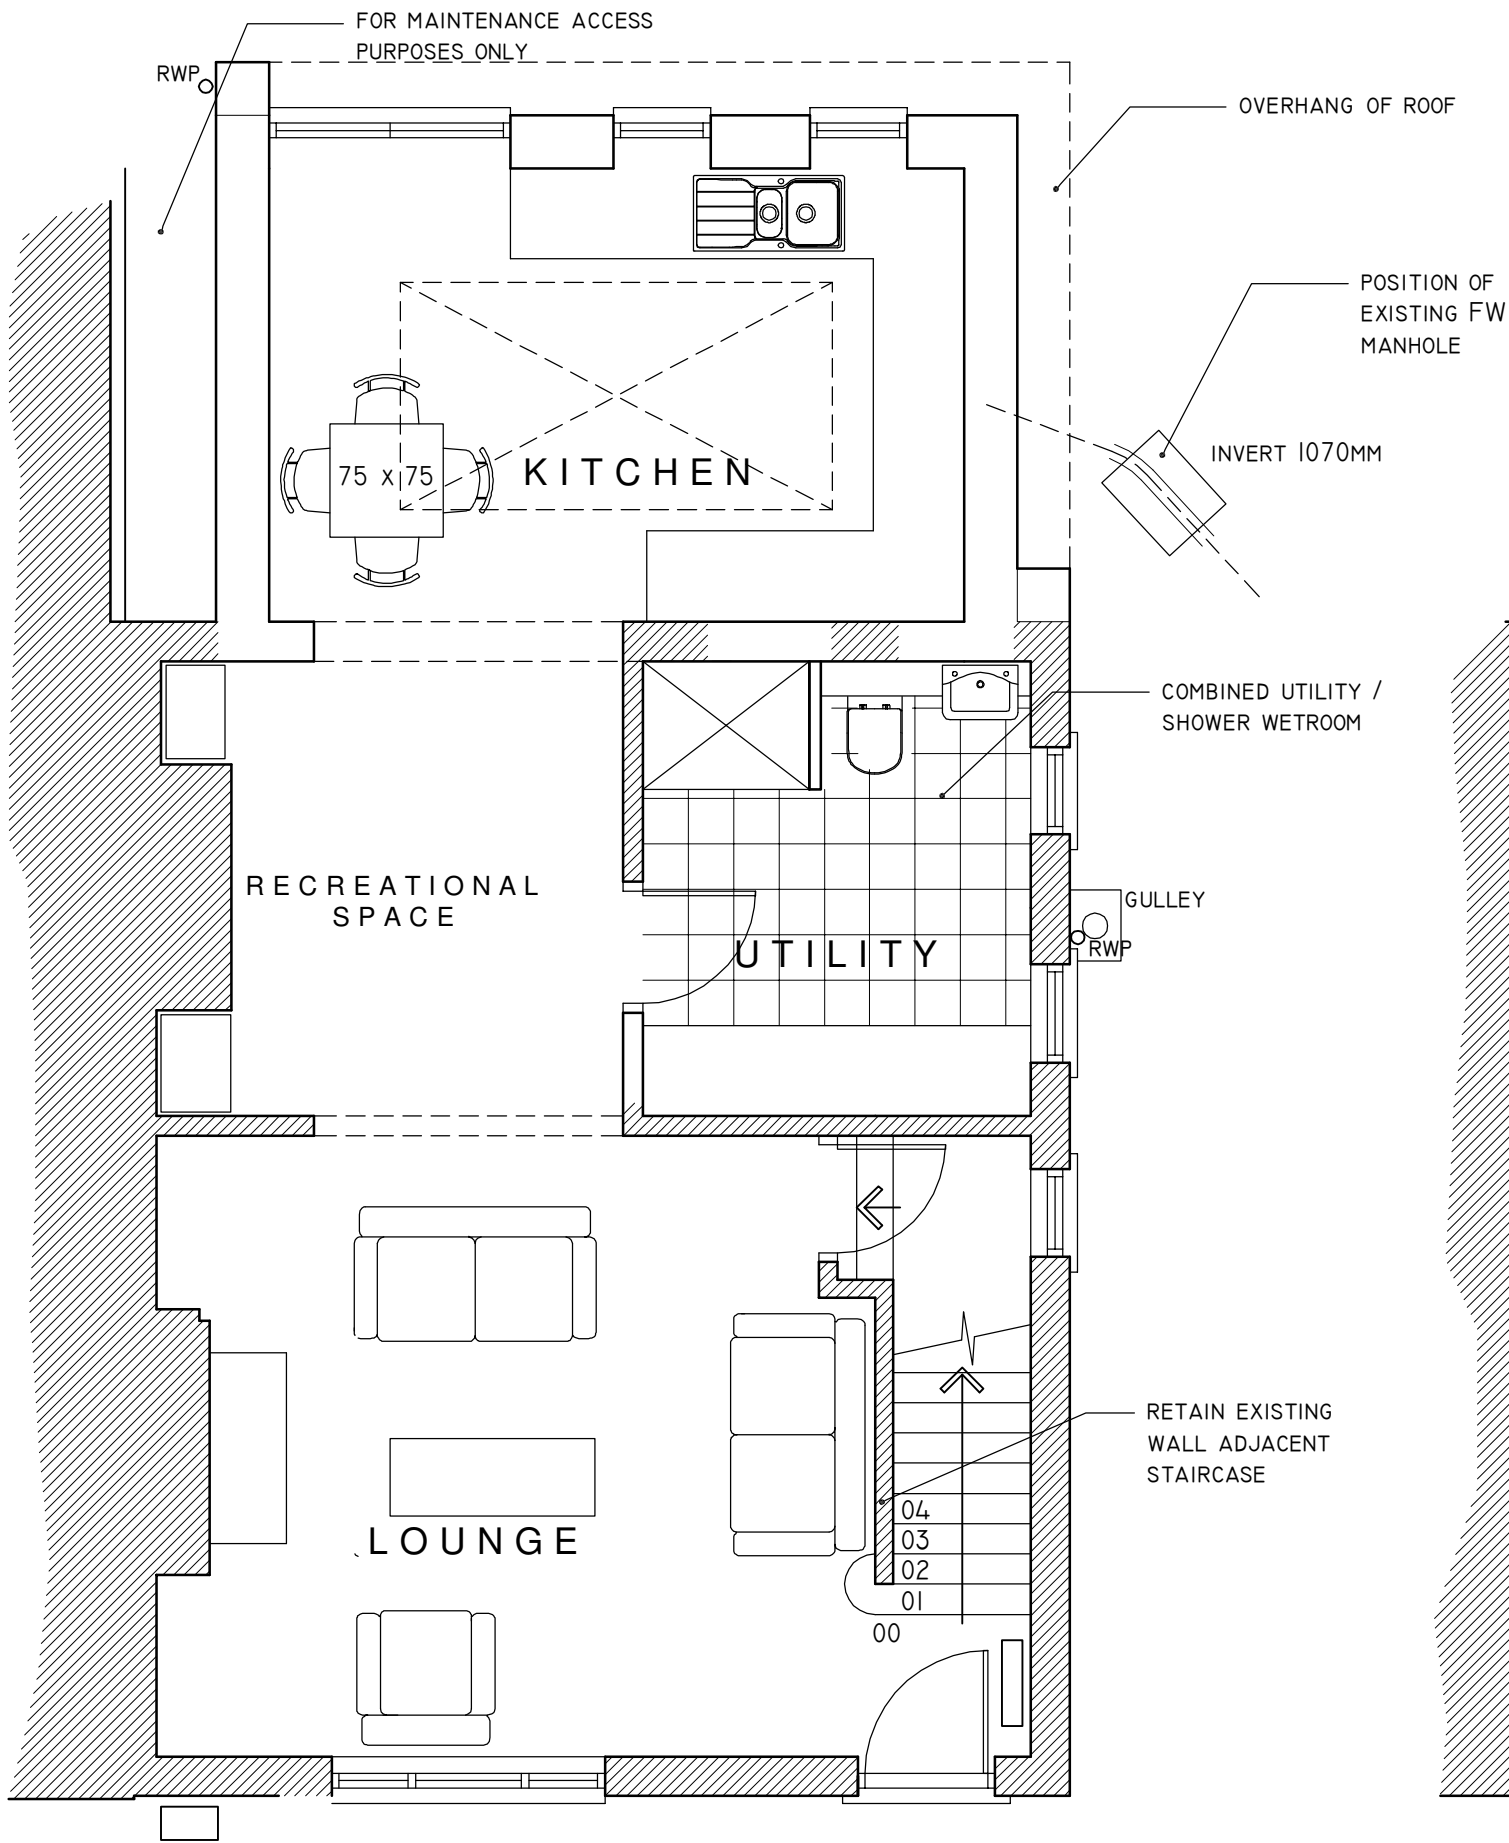 FOR MAINTENANCE ACCESS
PURPOSES ONLY
RWP
OVERHANG OF ROOF
POSITION OF
EXISTING FW
MANHOLE
INVERT 1070MM
75 x 75
KITCHEN
COMBINED UTILITY /
SHOWER WETROOM
RECREATIONAL
SPACE
UTILITY
GULLEY
RWP
RETAIN EXISTING
WALL ADJACENT
STAIRCASE
LOUNGE
04
03
02
01
00